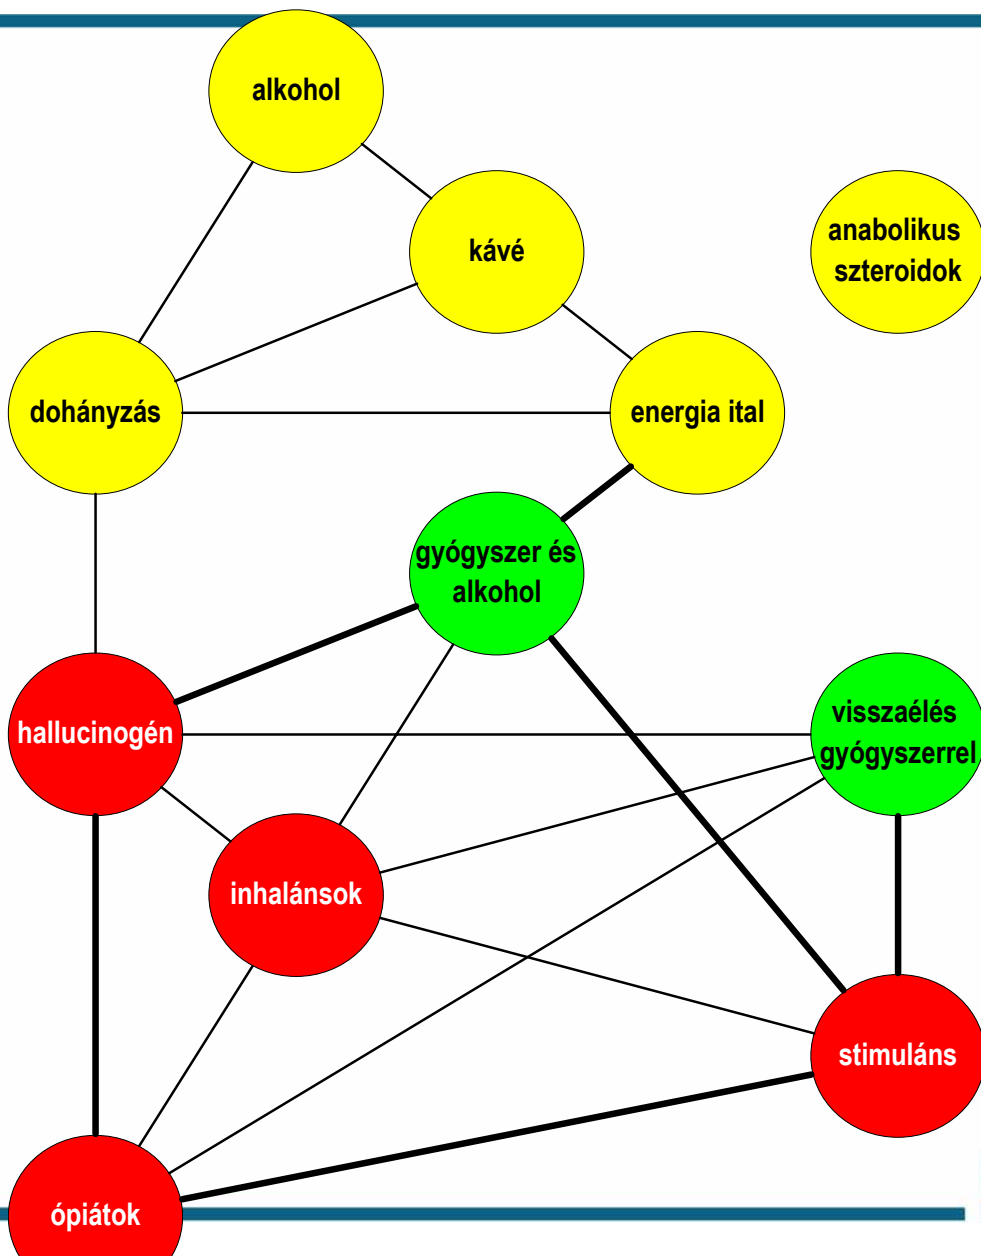 alkohol
kávé
anabolikus
szteroidok
dohányzás
energia ital
gyógyszer és
alkohol
hallucinogén
visszaélés
gyógyszerrel
inhalánsok
stimuláns
ópiátok